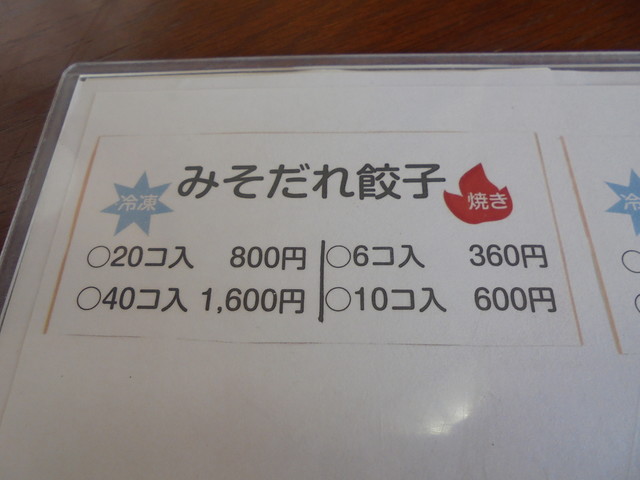 みそだれ餃子
冷凍
焼き
○20コ入 800円
○40コ入 1,600円
○6コ入 360円
○10コ入 600円
冷
○